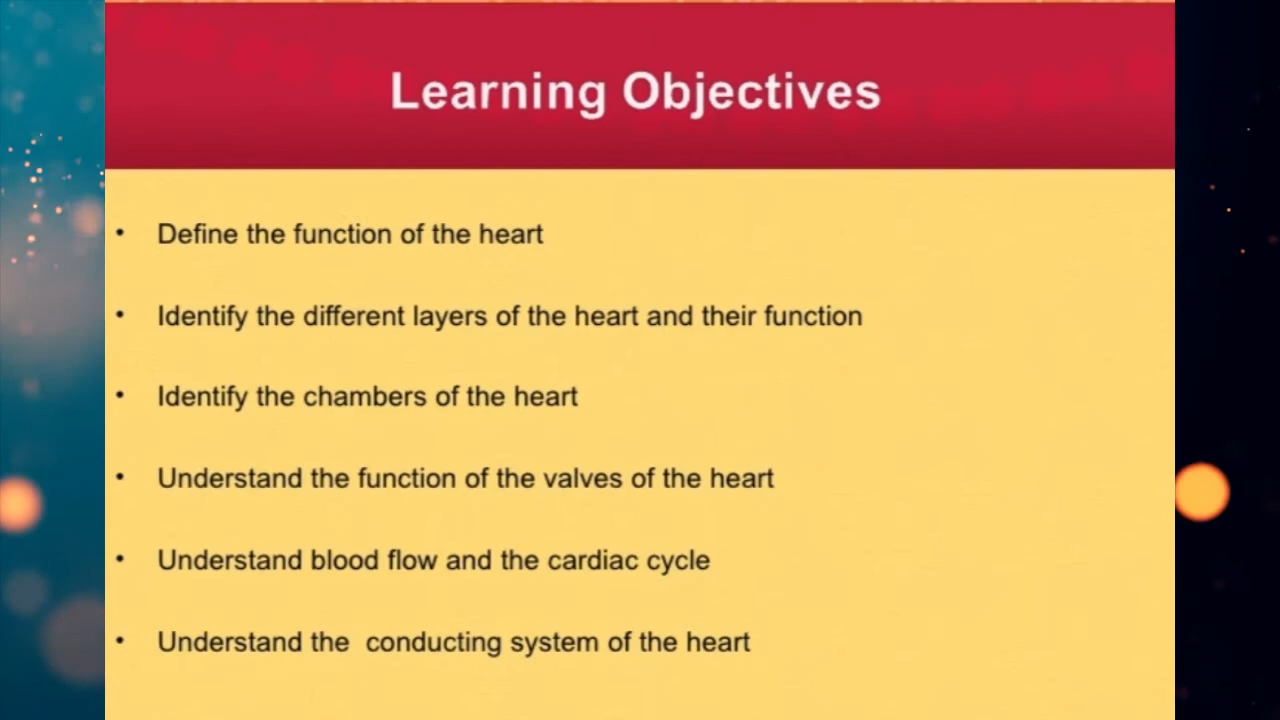 Learning Objectives
• Define the function of the heart
• Identify the different layers of the heart and their function
• Identify the chambers of the heart
• Understand the function of the valves of the heart
• Understand blood flow and the cardiac cycle
• Understand the  conducting system of the heart